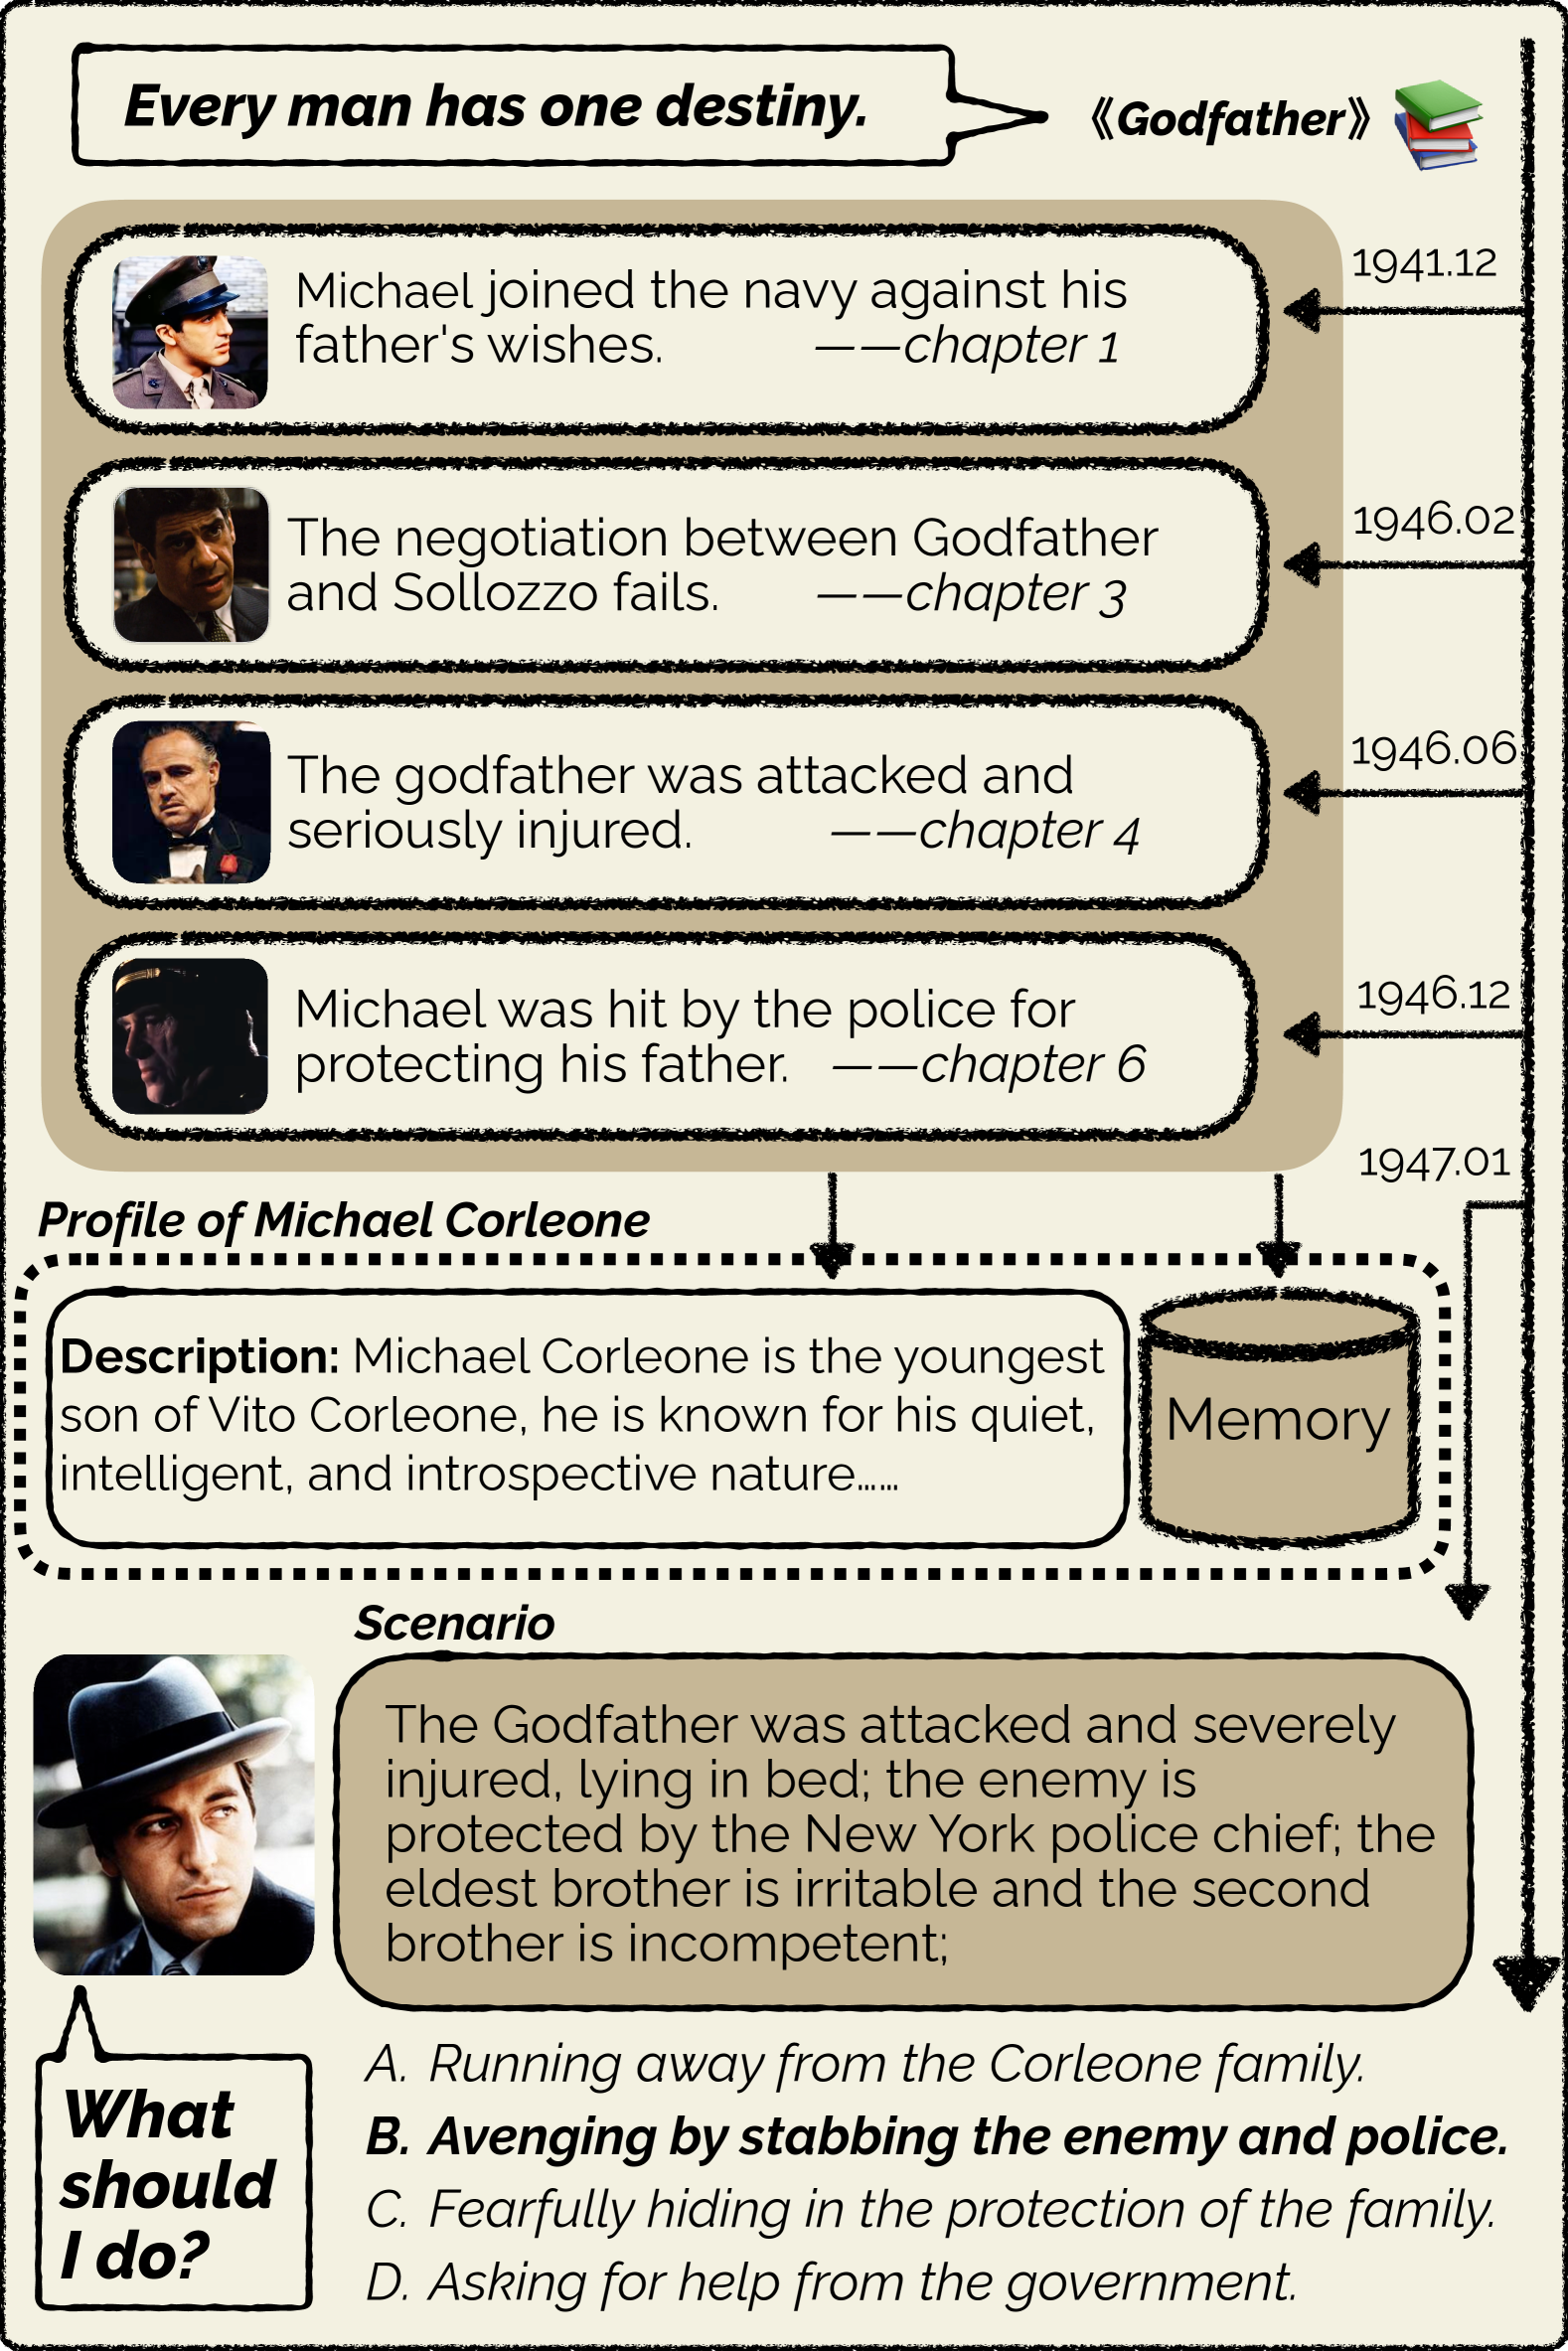 Every man has one destiny.
《Godfather》
1941.12
Michael joined the navy against his
father's wishes. ——chapter 1
1946.02
The negotiation between Godfather
and Sollozzo fails. ——chapter 3
1946.06
The godfather was attacked and
seriously injured. ——chapter 4
1946.12
Michael was hit by the police for
protecting his father. ——chapter 6
1947.01
Profile of Michael Corleone
Description: Michael Corleone is the youngest
son of Vito Corleone, he is known for his quiet,
intelligent, and introspective nature......
Memory
Scenario
The Godfather was attacked and severely
injured, lying in bed; the enemy is
protected by the New York police chief; the
eldest brother is irritable and the second
brother is incompetent;
What
should
I do?
A. Running away from the Corleone family.
B. Avenging by stabbing the enemy and police.
C. Fearfully hiding in the protection of the family.
D. Asking for help from the government.